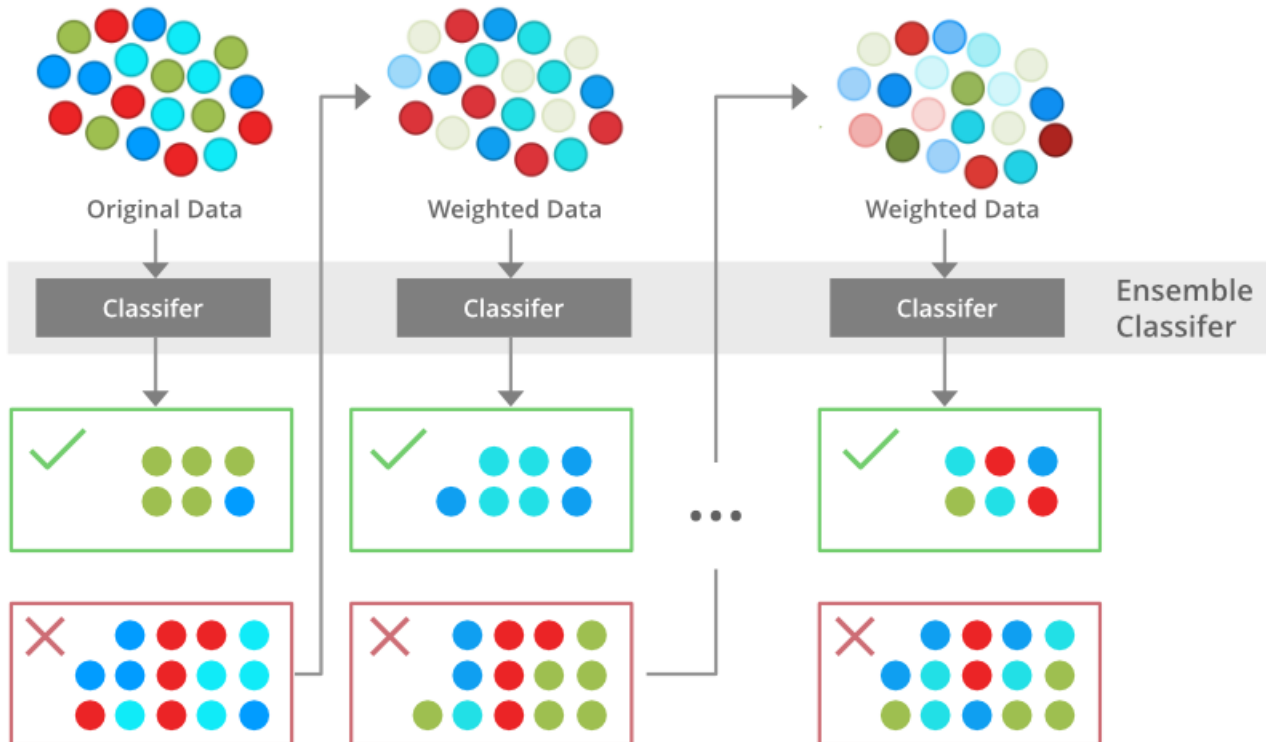 Original Data
Weighted Data
Weighted Data
Classifer
Classifer
Classifer
Ensemble
Classifer
...